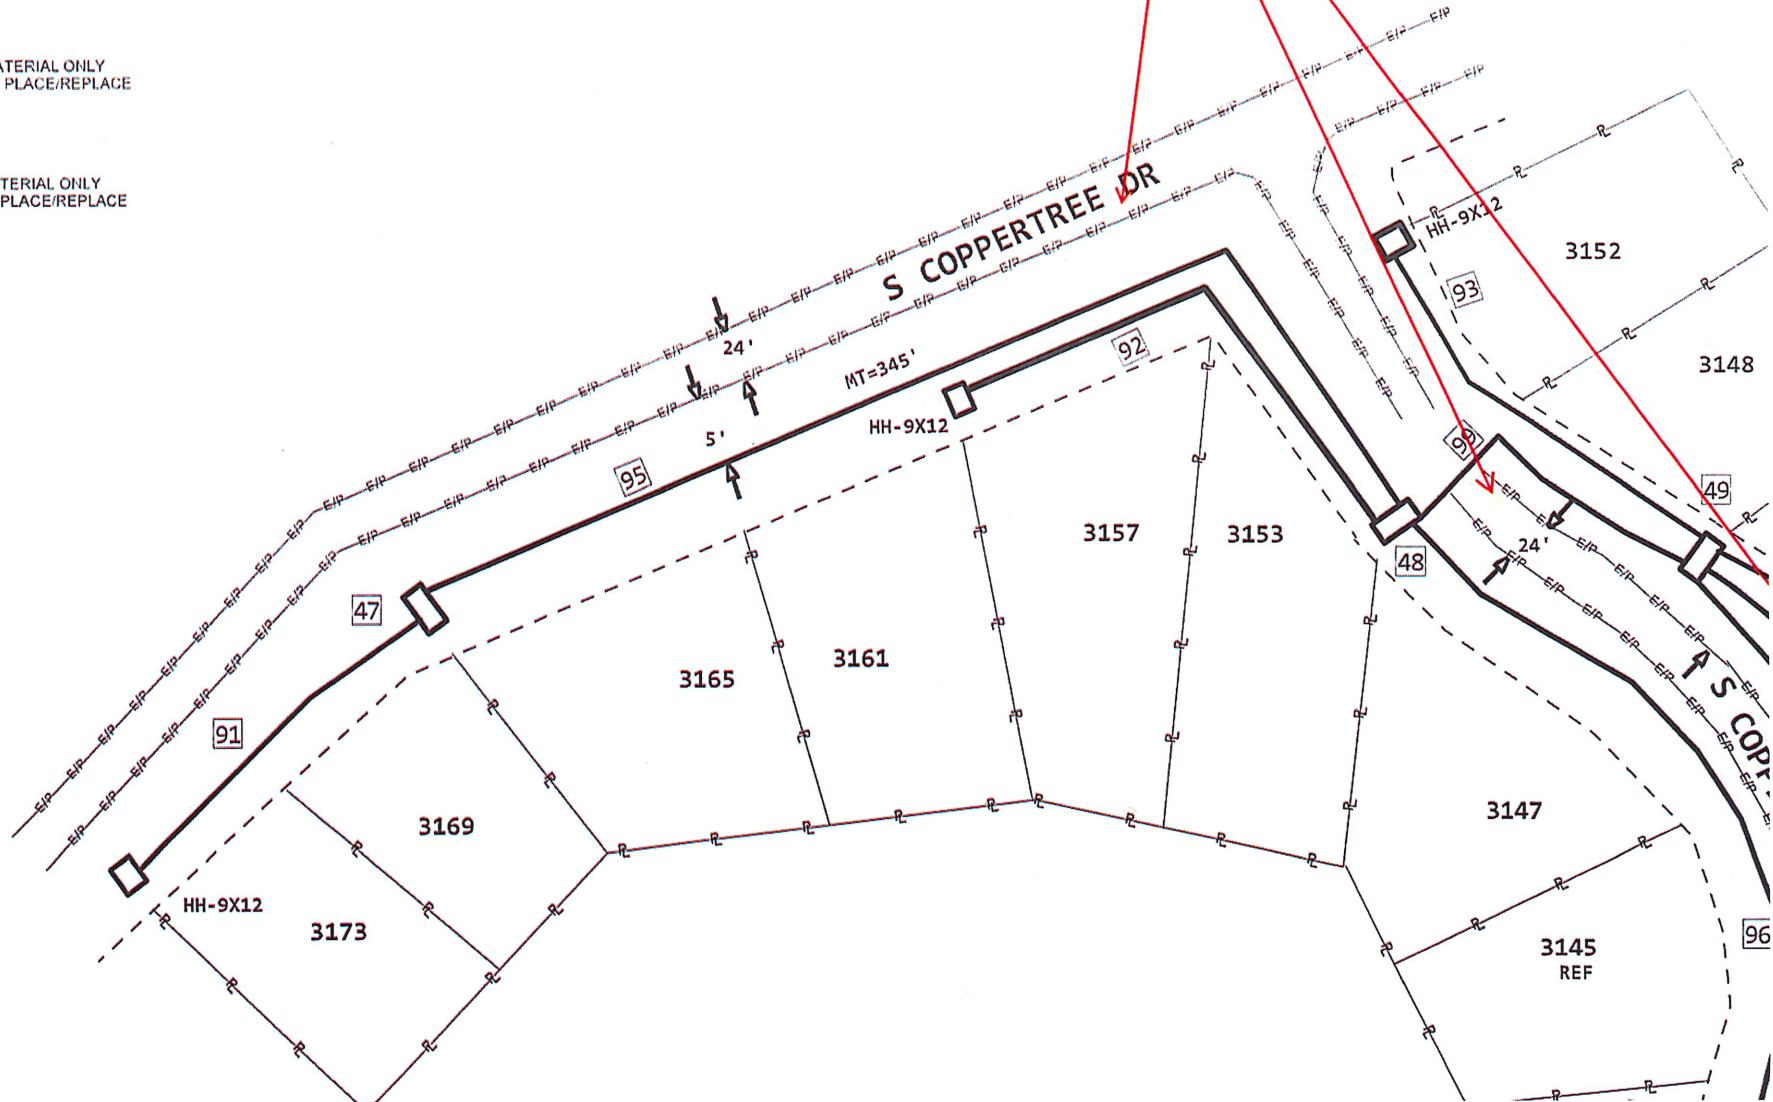 ATERIAL ONLY
PLACE/REPLACE
TERIAL ONLY
PLACE/REPLACE
S COPPERTREE DR
24'
MT=345'
5'
95
92
HH-9X12
HH-9X12
93
3152
3148
99
49
24'
48
47
91
HH-9X12
3157
3153
3161
3165
3169
3173
3147
3145
REF
96
S COPP
E/P
PL